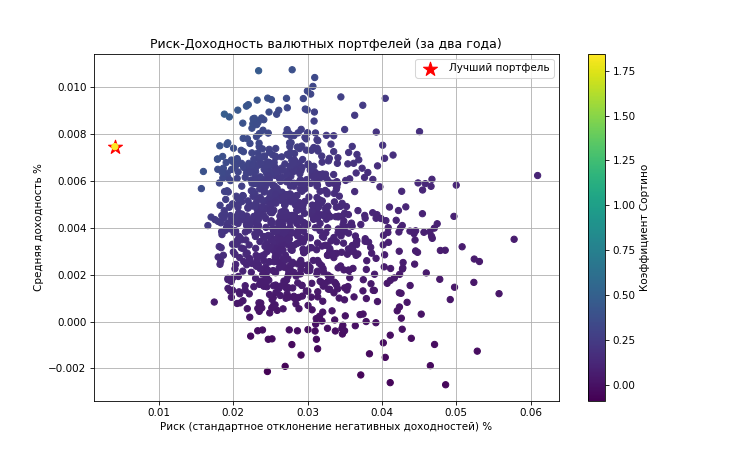 Риск-Доходность валютных портфелей (за два года)
Лучший портфель
Средняя доходность %
0.010
0.008
0.006
0.004
0.002
0.000
−0.002
0.01 0.02 0.03 0.04 0.05 0.06
Риск (стандартное отклонение негативных доходностей) %
1.75
1.50
1.25
1.00
0.75
0.50
0.25
0.00
Коэффициент Сортино